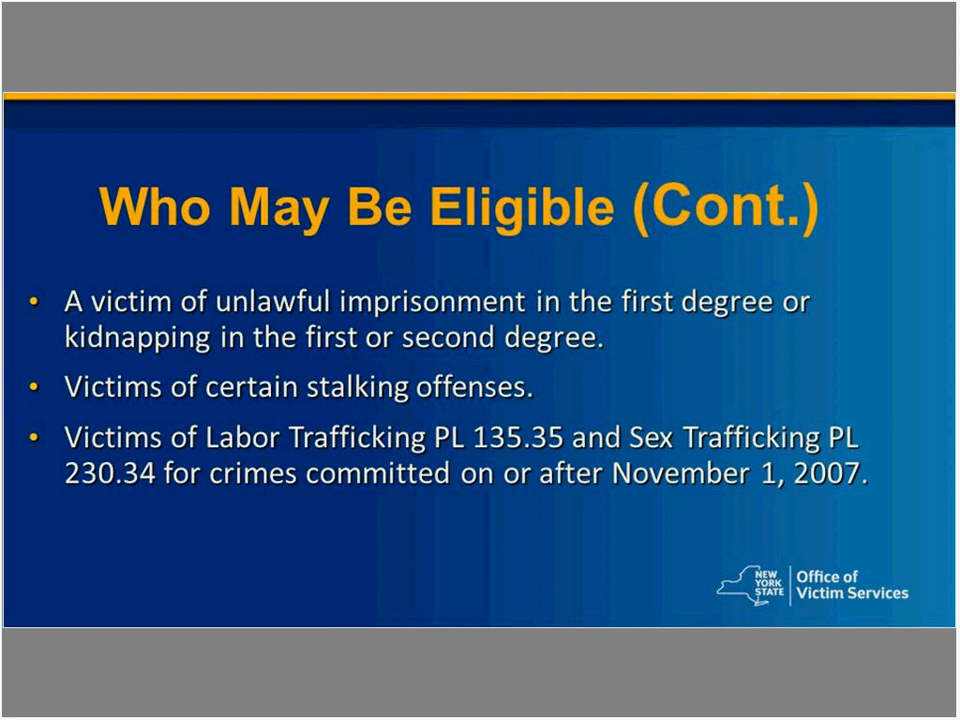 Who May Be Eligible (Cont.)
• A victim of unlawful imprisonment in the first degree or
kidnapping in the first or second degree.
• Victims of certain stalking offenses.
• Victims of Labor Trafficking PL 135.35 and Sex Trafficking PL
230.34 for crimes committed on or after November 1, 2007.
NEW
YORK
STATE
Office of
Victim Services